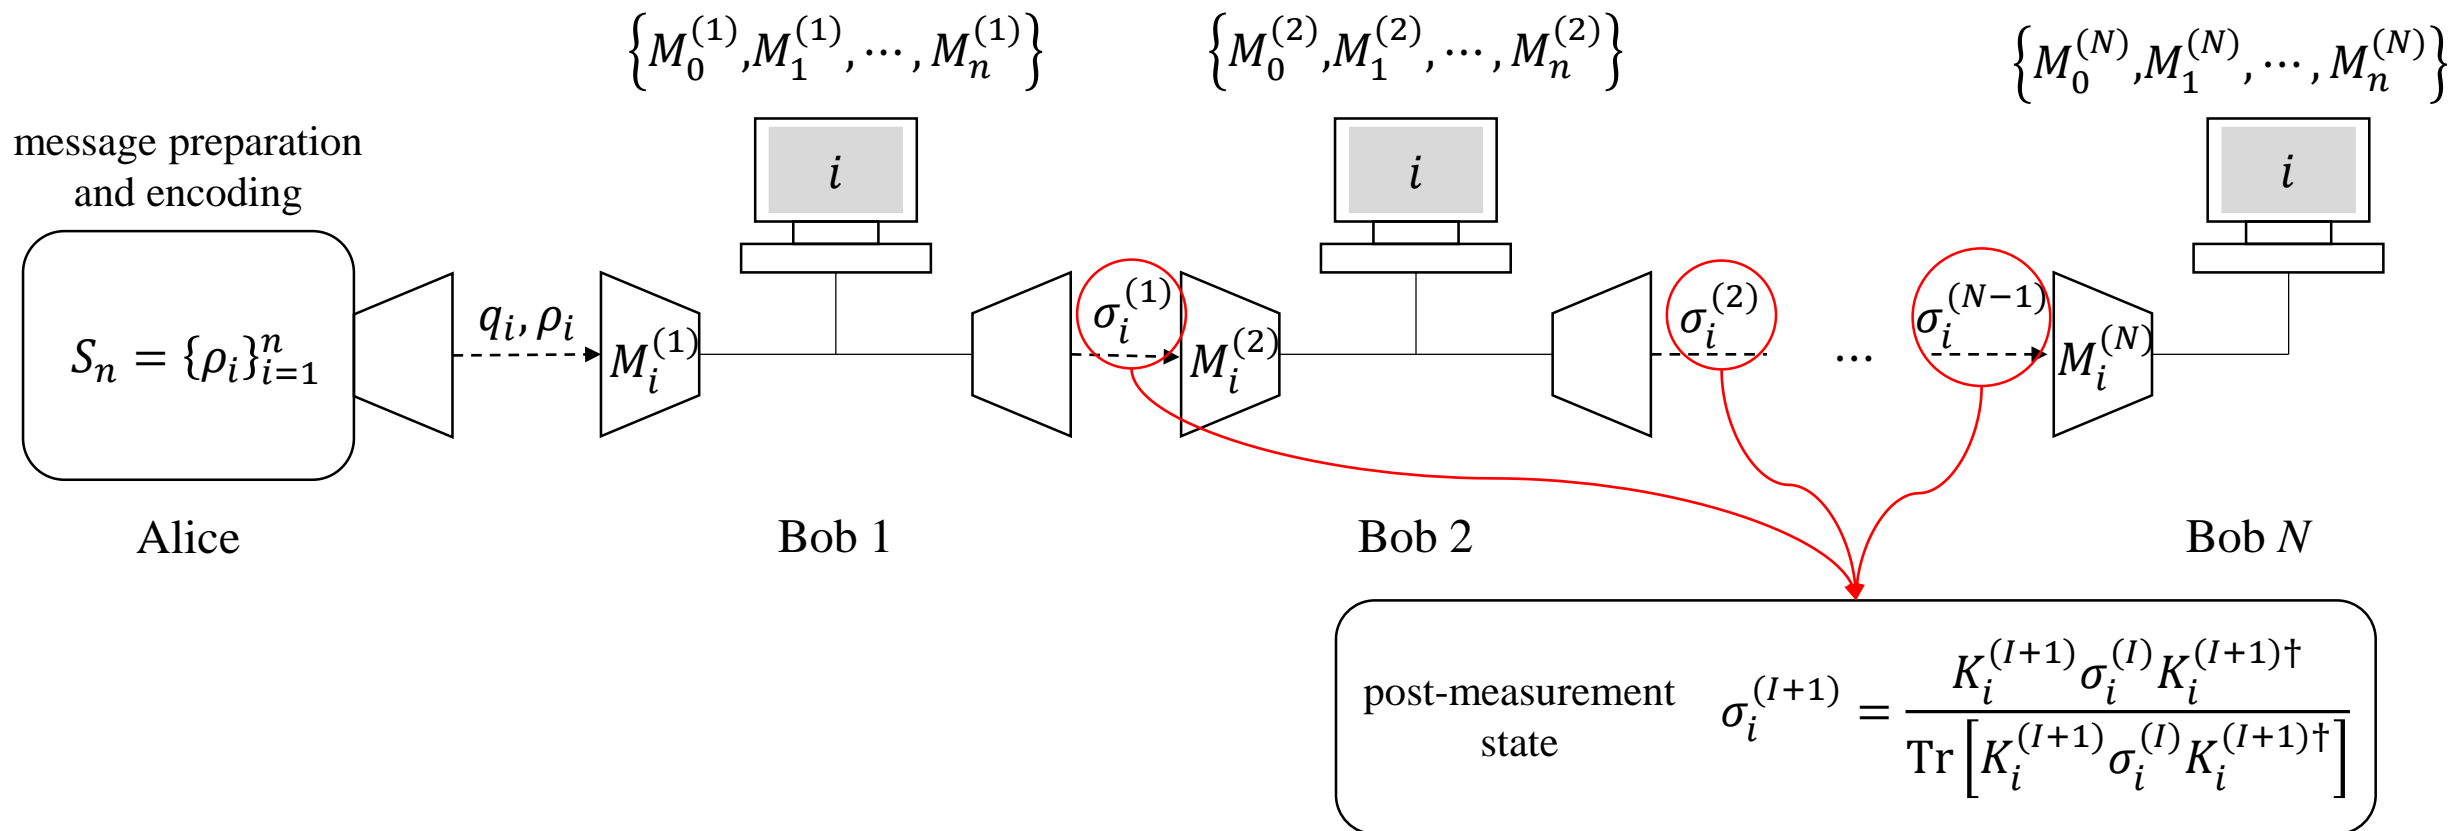 {M_0^{(1)},M_1^{(1)}, ⋯ , M_n^{(1)}}
{M_0^{(2)},M_1^{(2)}, ⋯ , M_n^{(2)}}
{M_0^{(N)},M_1^{(N)}, ⋯ , M_n^{(N)}}
message preparation
and encoding
i
i
i
S_n = {ρ_i}_{i=1}^n
q_i, ρ_i
M_i^{(1)}
σ_i^{(1)}
M_i^{(2)}
σ_i^{(2)}
...
σ_i^{(N−1)}
M_i^{(N)}
Alice
Bob 1
Bob 2
Bob N
post-measurement
state
σ_i^{(I+1)} = K_i^{(I+1)} σ_i^{(I)} K_i^{(I+1)†} / Tr [K_i^{(I+1)} σ_i^{(I)} K_i^{(I+1)†}]